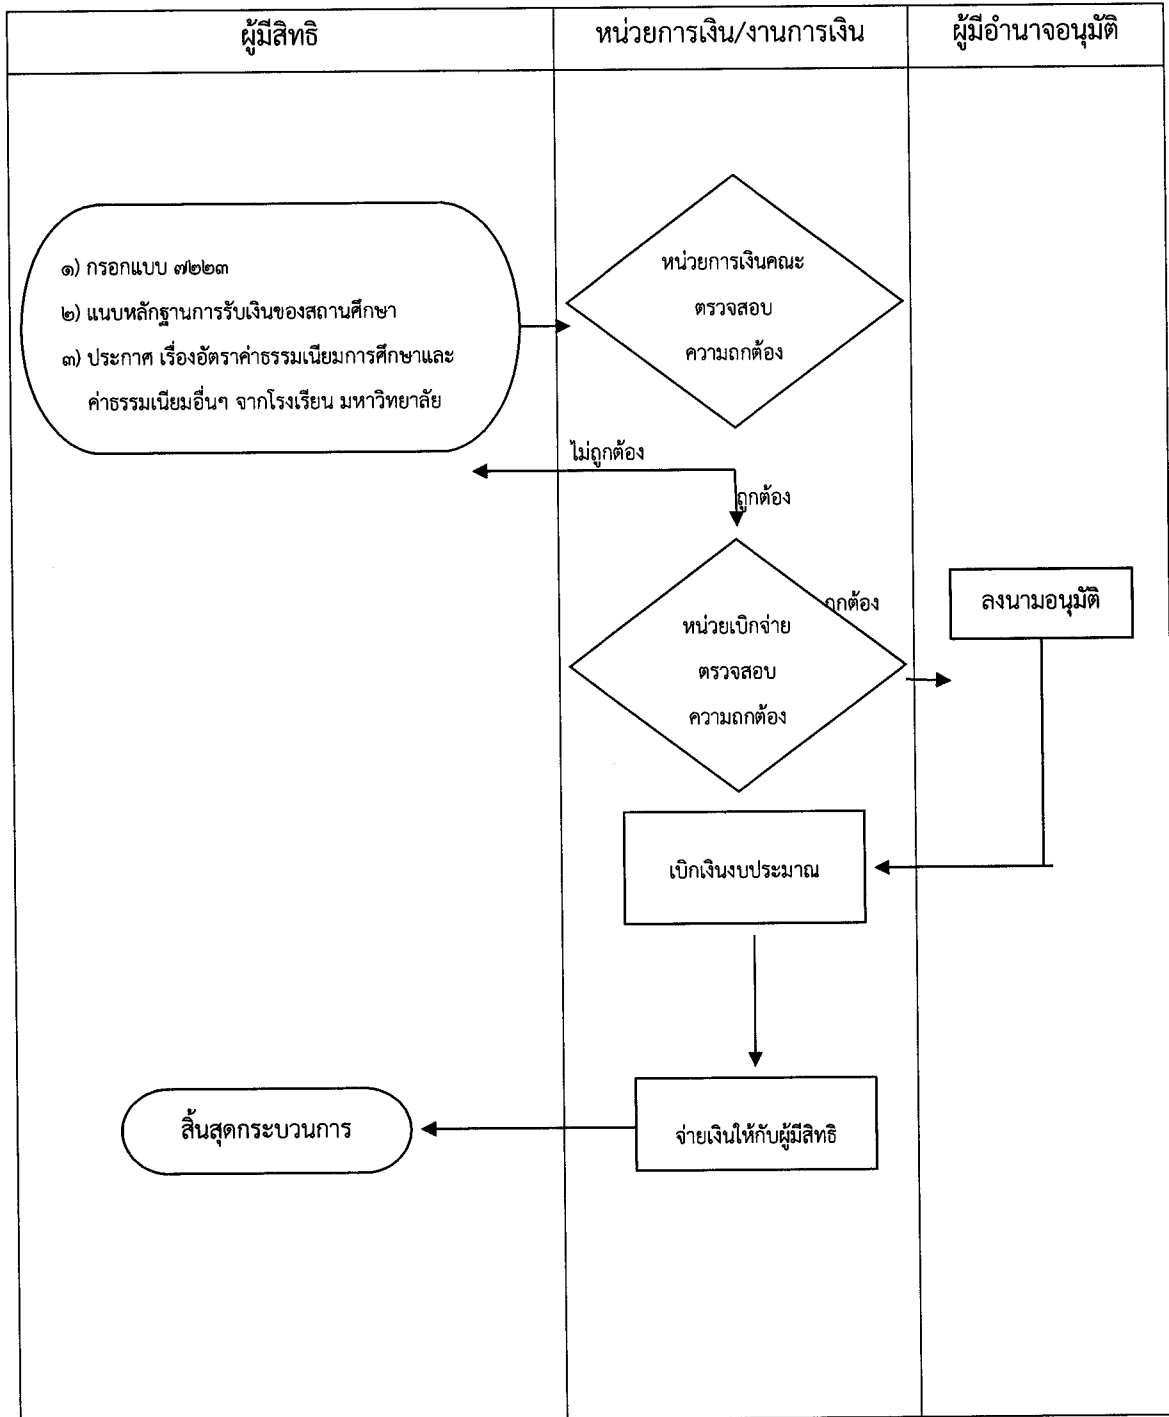 ผู้มีสิทธิ
หน่วยการเงิน/งานการเงิน
ผู้มีอำนาจอนุมัติ
๑) กรอกแบบ ๗๒๒๓
๒) แนบหลักฐานการรับเงินของสถานศึกษา
๓) ประกาศ เรื่องอัตราค่าธรรมเนียมการศึกษาและ
ค่าธรรมเนียมอื่นๆ จากโรงเรียน มหาวิทยาลัย
หน่วยการเงินคณะ
ตรวจสอบ
ความถูกต้อง
ไม่ถูกต้อง
ถูกต้อง
ถูกต้อง
หน่วยเบิกจ่าย
ตรวจสอบ
ความถูกต้อง
ลงนามอนุมัติ
เบิกเงินงบประมาณ
จ่ายเงินให้กับผู้มีสิทธิ
สิ้นสุดกระบวนการ